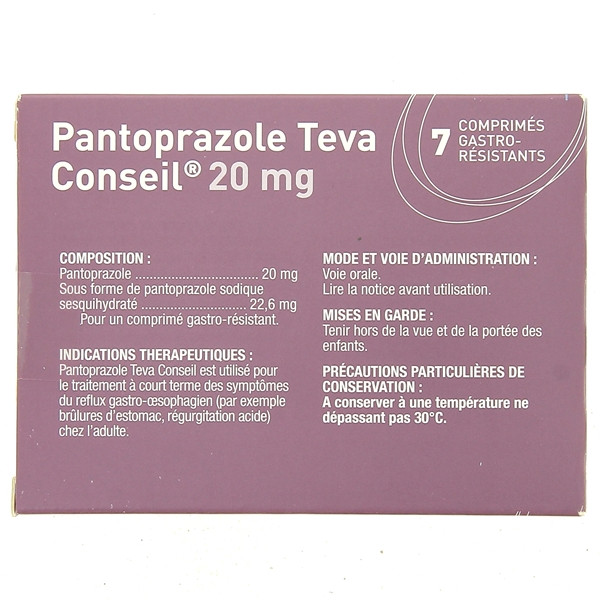 Pantoprazole Teva
Conseil® 20 mg
7 COMPRIMÉS
GASTRO-
RÉSISTANTS
COMPOSITION :
Pantoprazole ................................. 20 mg
Sous forme de pantoprazole sodique
sesquihydraté ............................ 22,6 mg
Pour un comprimé gastro-résistant.
INDICATIONS THERAPEUTIQUES :
Pantoprazole Teva Conseil est utilisé pour
le traitement à court terme des symptômes
du reflux gastro-œsophagien (par exemple
brûlures d'estomac, régurgitation acide)
chez l'adulte.
MODE ET VOIE D'ADMINISTRATION :
Voie orale.
Lire la notice avant utilisation.
MISES EN GARDE :
Tenir hors de la vue et de la portée des
enfants.
PRÉCAUTIONS PARTICULIÈRES DE
CONSERVATION :
A conserver à une température ne
dépassant pas 30°C.